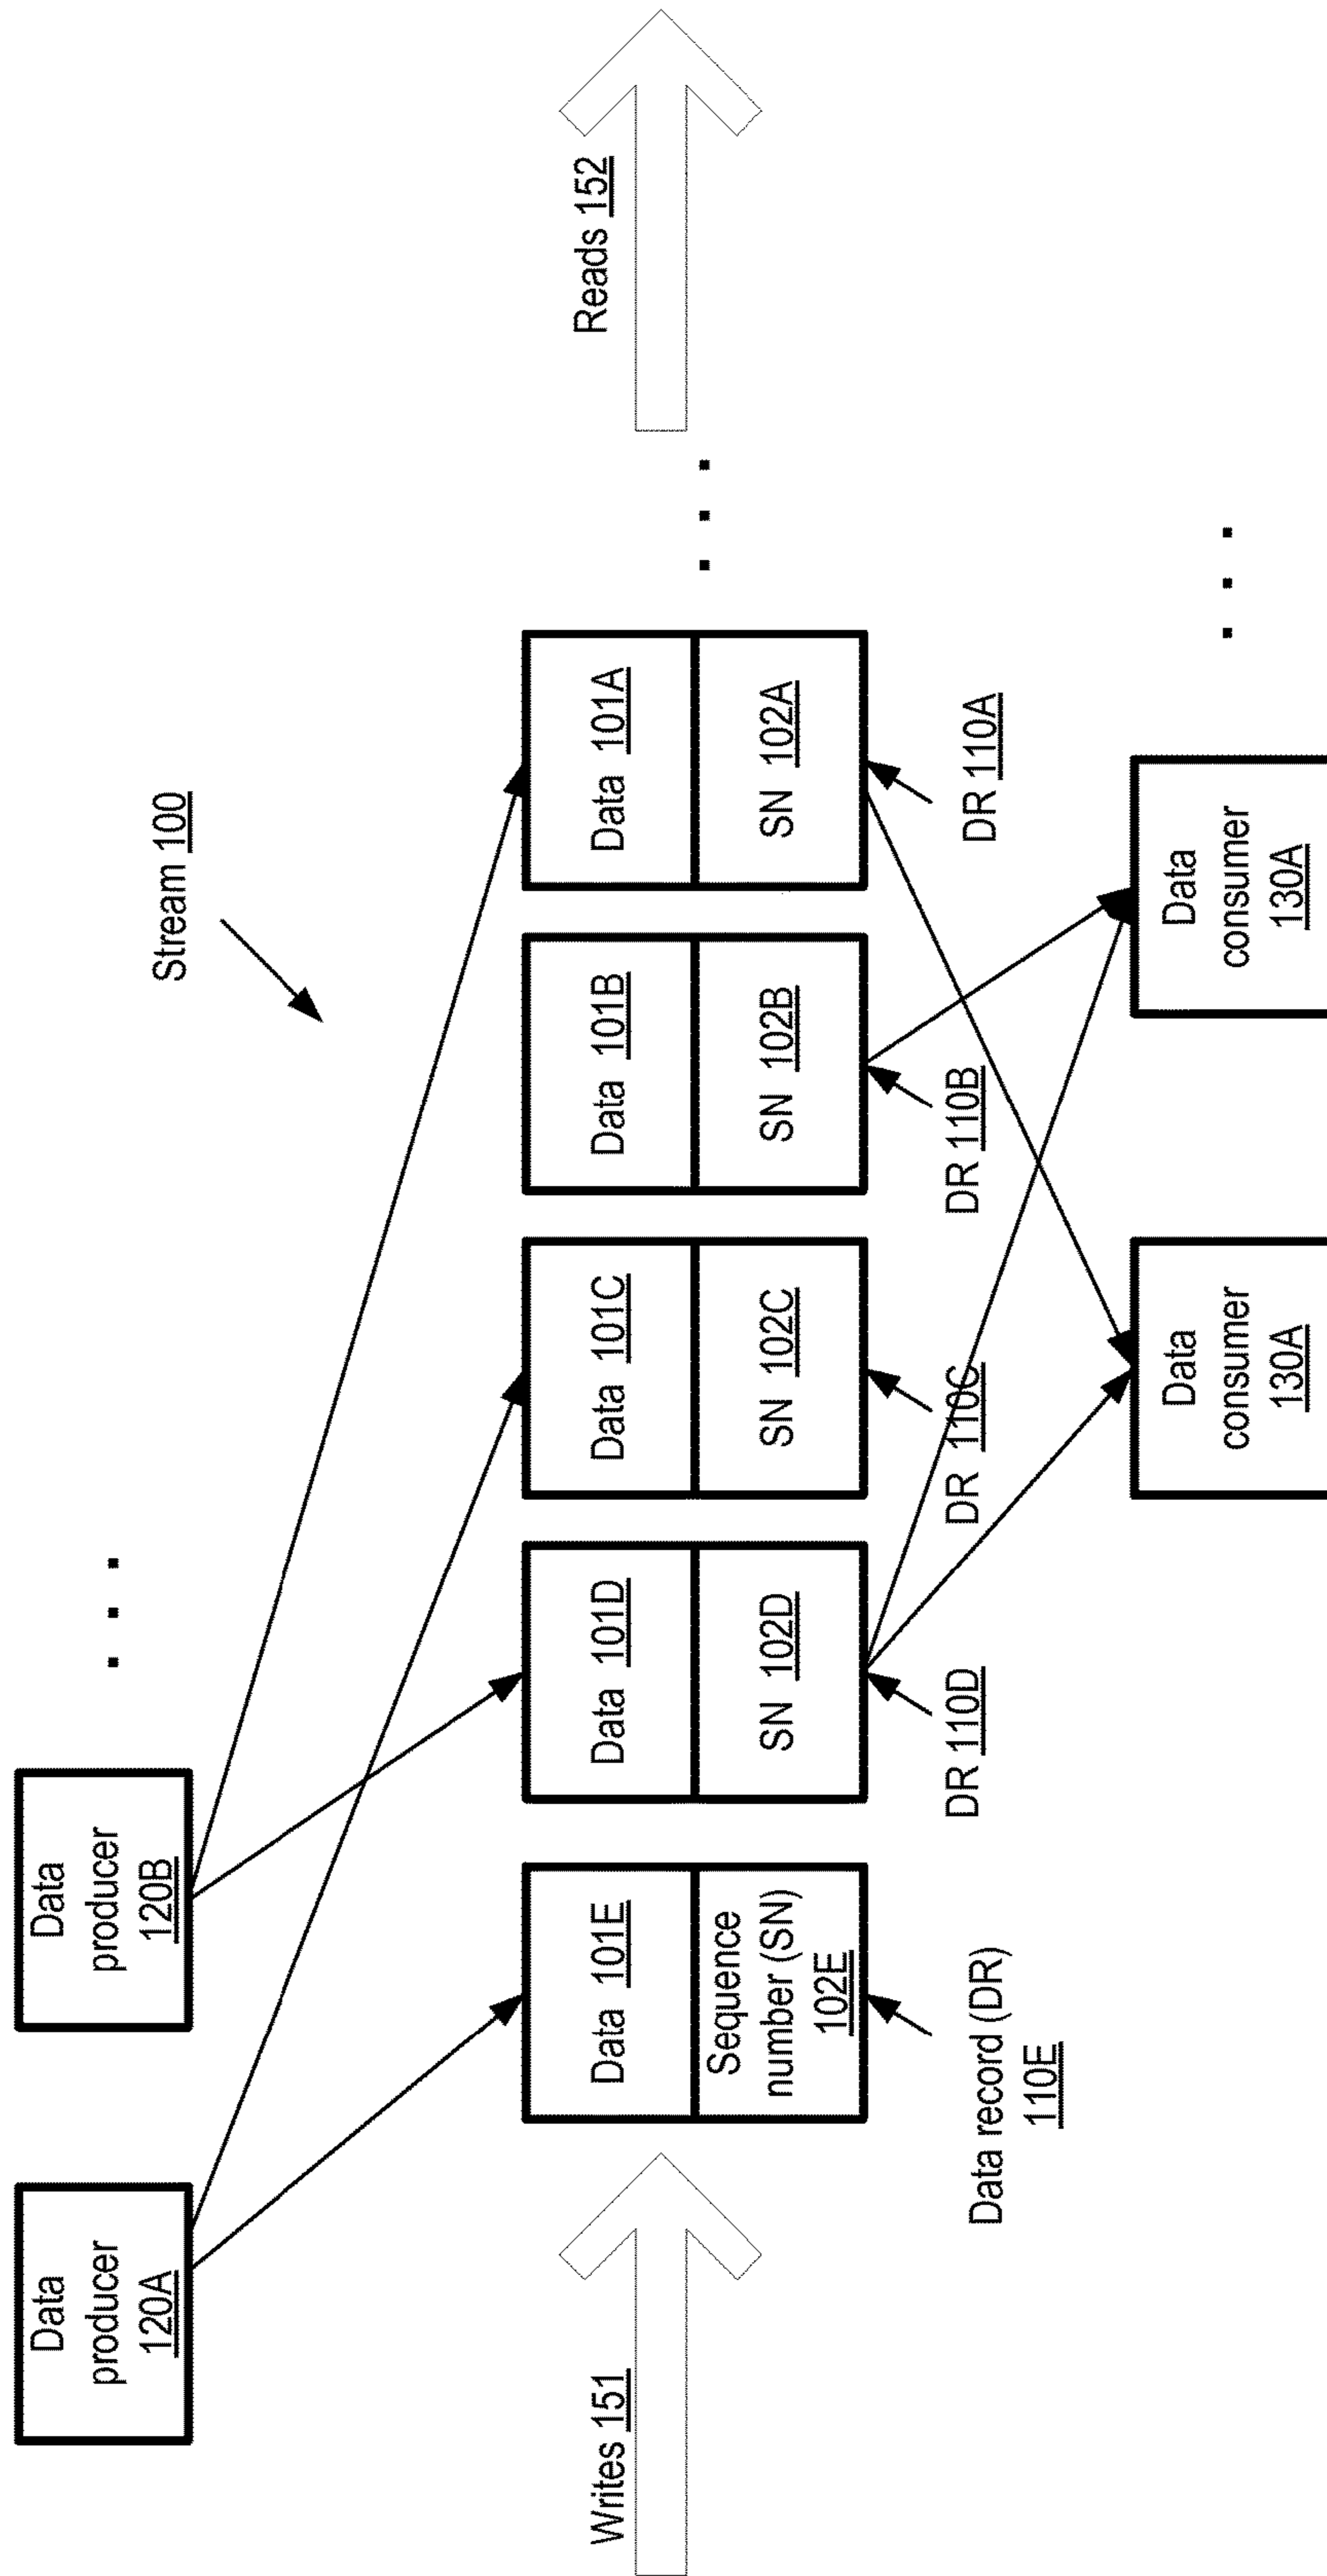 Data
producer
120A
Data
producer
120B
Stream 100
Writes 151
Data 101E
Sequence
number (SN)
102E
Data 101D
SN 102D
Data 101C
SN 102C
Data 101B
SN 102B
Data 101A
SN 102A
Reads 152
Data record (DR)
110E
DR 110D
DR 110C
DR 110B
DR 110A
Data
consumer
130A
Data
consumer
130A